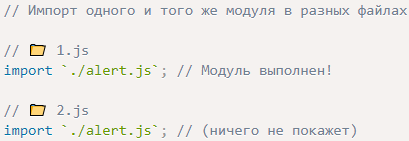 // Импорт одного и того же модуля в разных файлах
// 📁 1.js
import `./alert.js`; // Модуль выполнен!
// 📁 2.js
import `./alert.js`; // (ничего не покажет)